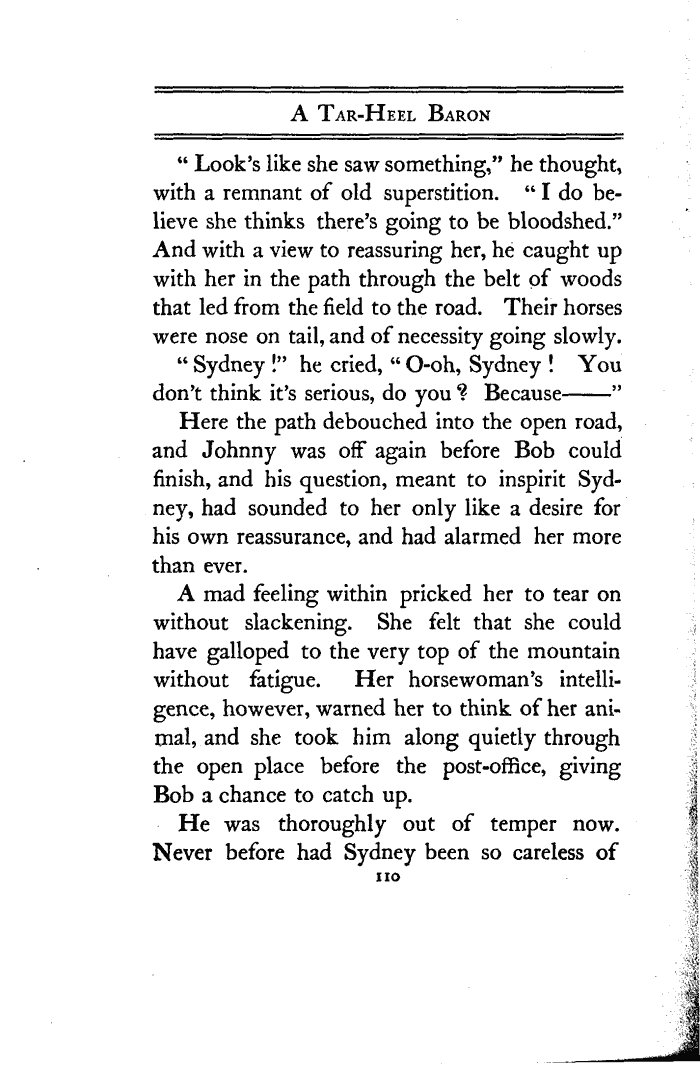 A Tar-Heel Baron
“ Look’s like she saw something,” he thought,
with a remnant of old superstition. “ I do be-
lieve she thinks there’s going to be bloodshed.”
And with a view to reassuring her, he caught up
with her in the path through the belt of woods
that led from the field to the road. Their horses
were nose on tail, and of necessity going slowly.
“ Sydney !” he cried, “ O-oh, Sydney ! You
don’t think it’s serious, do you ? Because——”
Here the path debouched into the open road,
and Johnny was off again before Bob could
finish, and his question, meant to inspirit Syd-
ney, had sounded to her only like a desire for
his own reassurance, and had alarmed her more
than ever.
A mad feeling within pricked her to tear on
without slackening. She felt that she could
have galloped to the very top of the mountain
without fatigue. Her horsewoman’s intelli-
gence, however, warned her to think of her ani-
mal, and she took him along quietly through
the open place before the post-office, giving
Bob a chance to catch up.
He was thoroughly out of temper now.
Never before had Sydney been so careless of
110